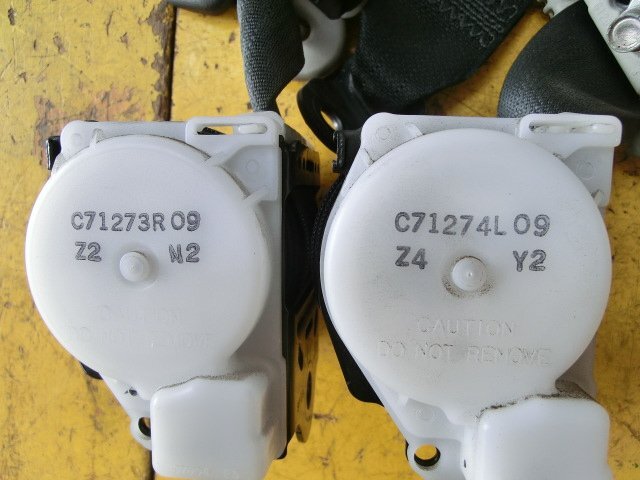 C71273R 09
Z2 N2
CAUTION
DO NOT REMOVE
C71274L 09
Z4 Y2
CAUTION
DO NOT REMOVE